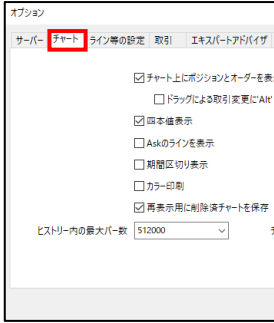 オプション
サーバー チャート ライン等の設定 取引 エキスパートアドバイザ
チャート上にポジションとオーダーを表
ドラッグによる取引変更に'Alt'
四本値表示
Askのラインを表示
期間区切り表示
カラー印刷
再表示用に削除済チャートを保存
ヒストリー内の最大バー数 512000